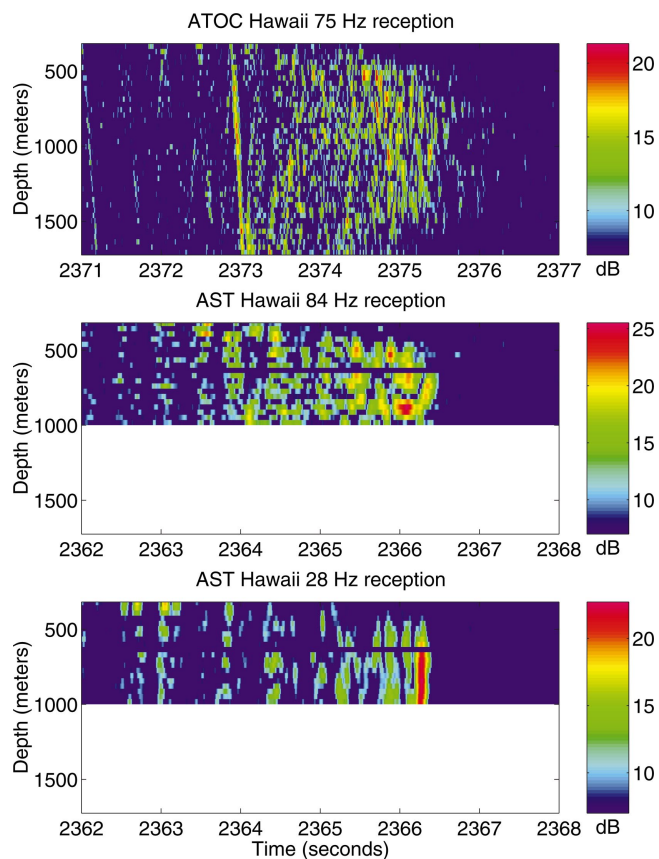 ATOC Hawaii 75 Hz reception
Depth (meters)
500
1000
1500
2371 2372 2373 2374 2375 2376 2377
20
15
10
dB
AST Hawaii 84 Hz reception
Depth (meters)
500
1000
1500
2362 2363 2364 2365 2366 2367 2368
25
20
15
10
dB
AST Hawaii 28 Hz reception
Depth (meters)
500
1000
1500
2362 2363 2364 2365 2366 2367 2368
Time (seconds)
20
15
10
dB